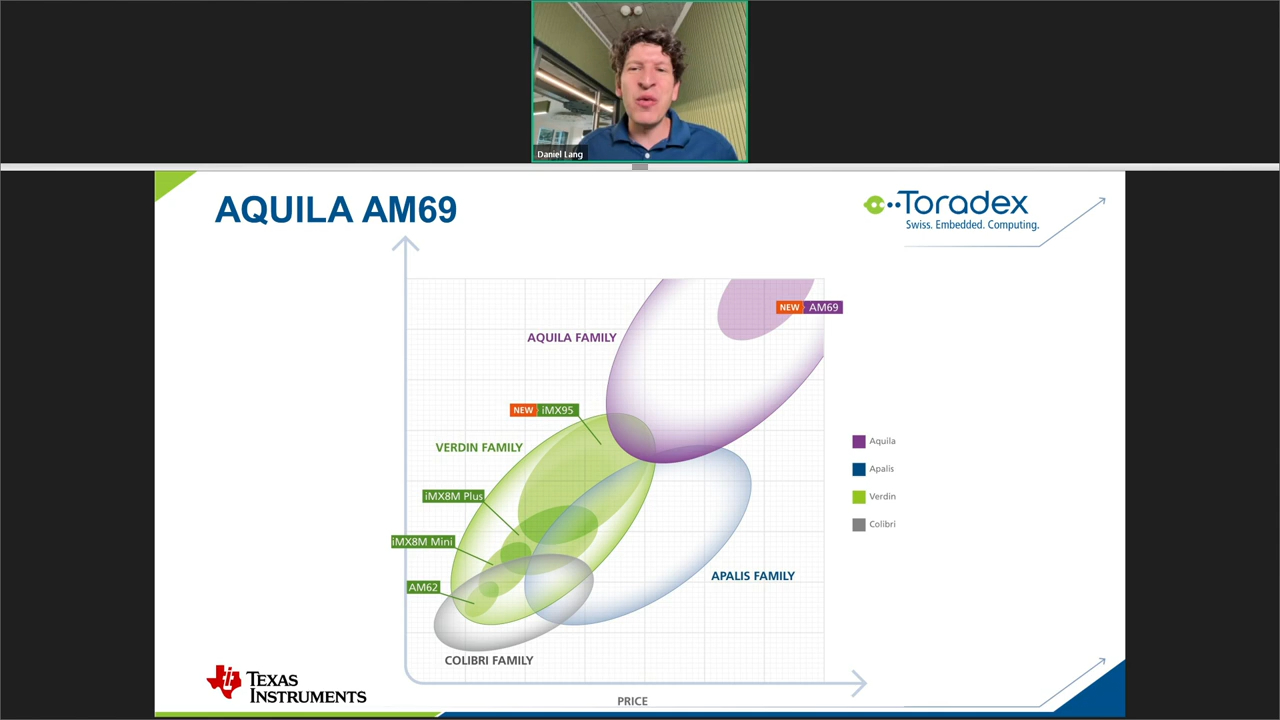 Daniel Lang
AQUILA AM69
Toradex
Swiss. Embedded. Computing.
NEW AM69
AQUILA FAMILY
NEW iMX95
VERDIN FAMILY
Aquila
Apalis
iMX8M Plus
Verdin
Colibri
iMX8M Mini
APALIS FAMILY
AM62
COLIBRI FAMILY
TEXAS
INSTRUMENTS
PRICE